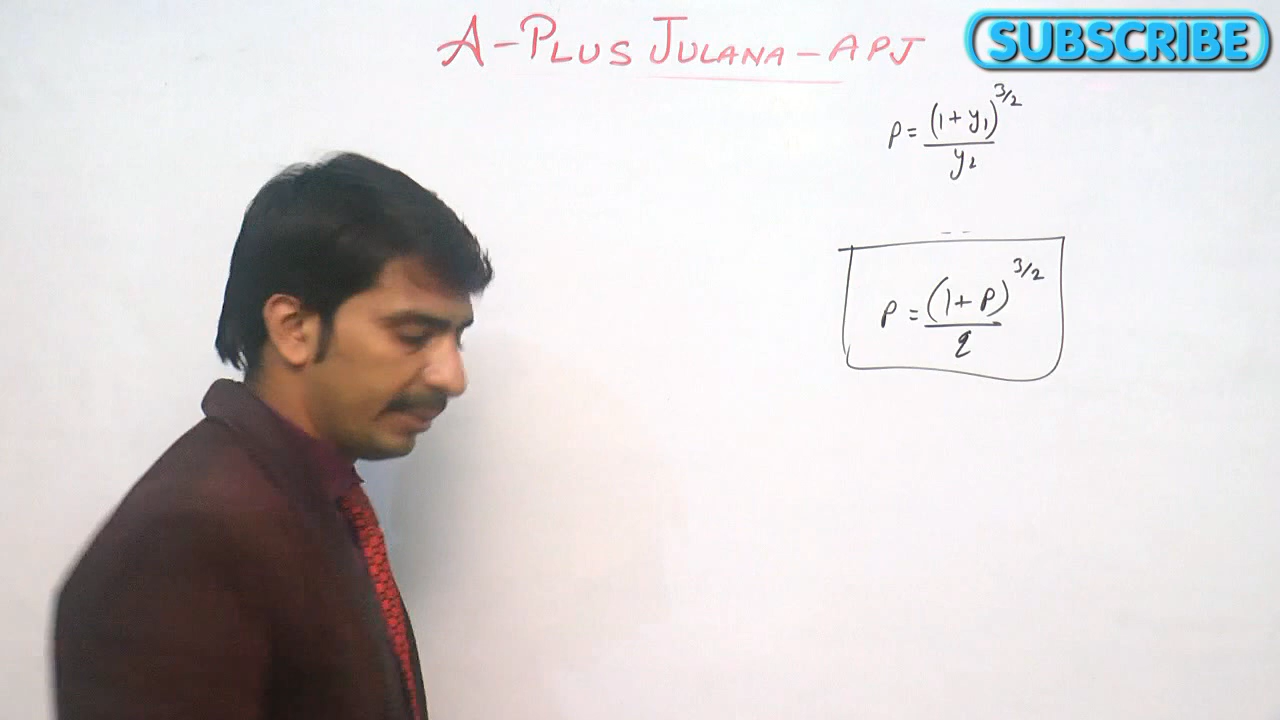 A-PLUS JULANA - APJ
SUBSCRIBE
ρ = (1 + y₁)^3/2 / y₂
ρ = (1 + p)^3/2 / q